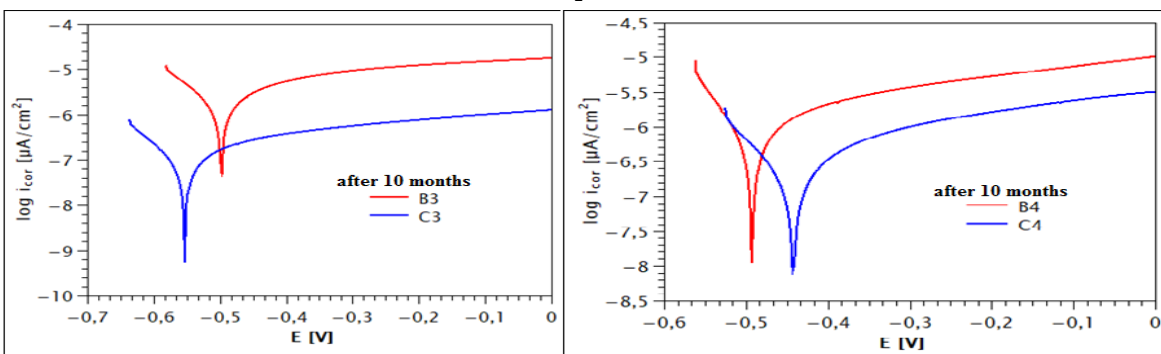 −4
−5
−6
−7
−8
−9
−10
log i cor [µA/cm²]
−0,7 −0,6 −0,5 −0,4 −0,3 −0,2 −0,1 0
E [V]
after 10 months
B3
C3
−4,5
−5
−5,5
−6
−6,5
−7
−7,5
−8
−8.5
log i cor [µA/cm²]
−0,6 −0,5 −0,4 −0,3 −0,2 −0,1 0
E [V]
after 10 months
B4
C4